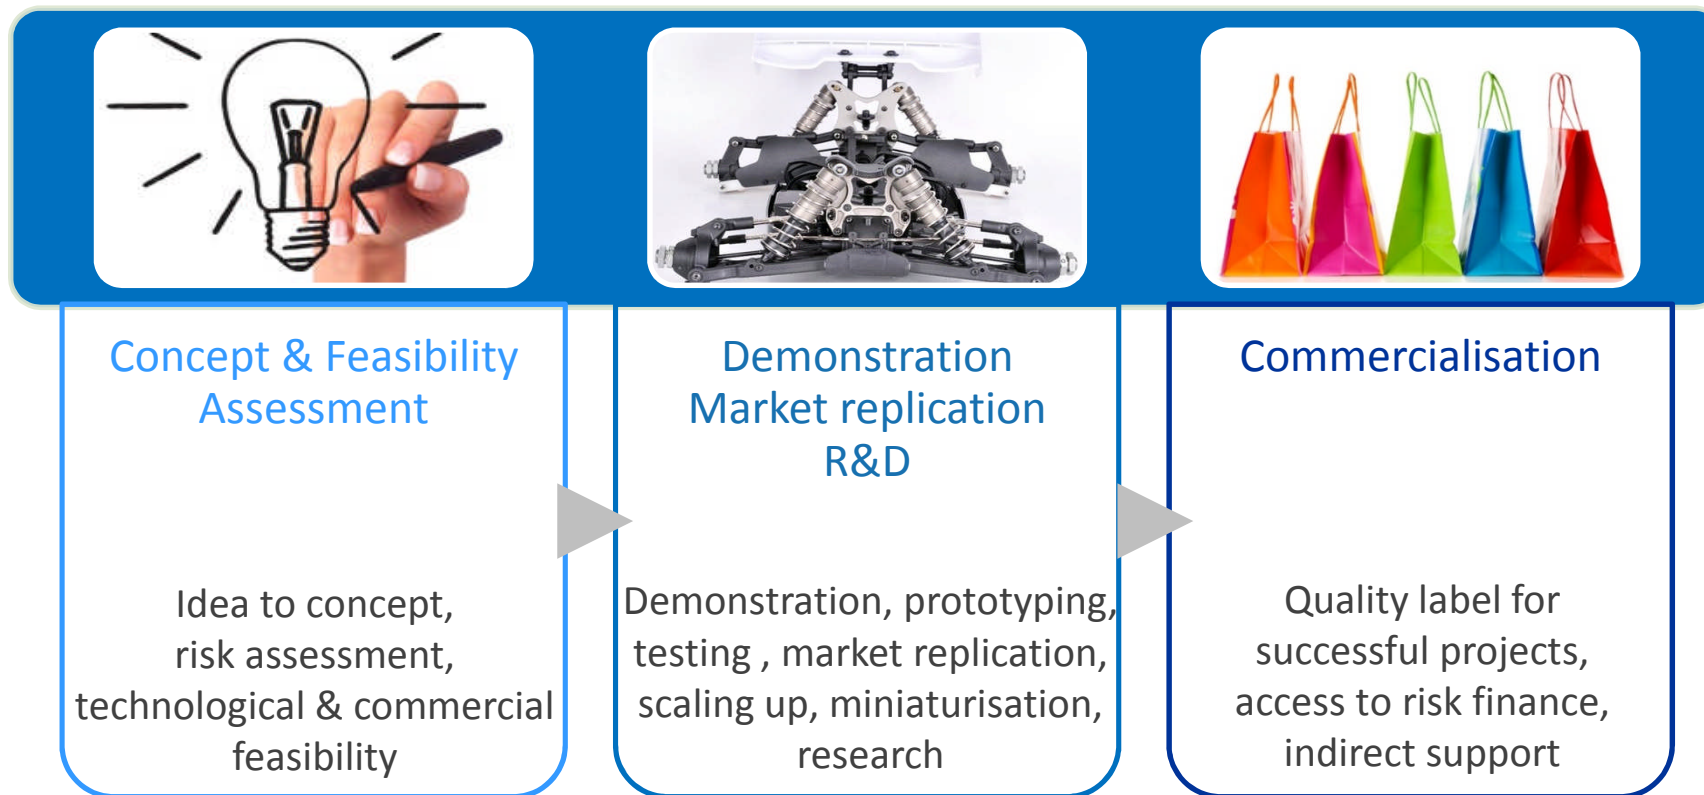 Concept & Feasibility
Assessment
Idea to concept,
risk assessment,
technological & commercial
feasibility
Demonstration
Market replication
R&D
Demonstration, prototyping,
testing , market replication,
scaling up, miniaturisation,
research
Commercialisation
Quality label for
successful projects,
access to risk finance,
indirect support